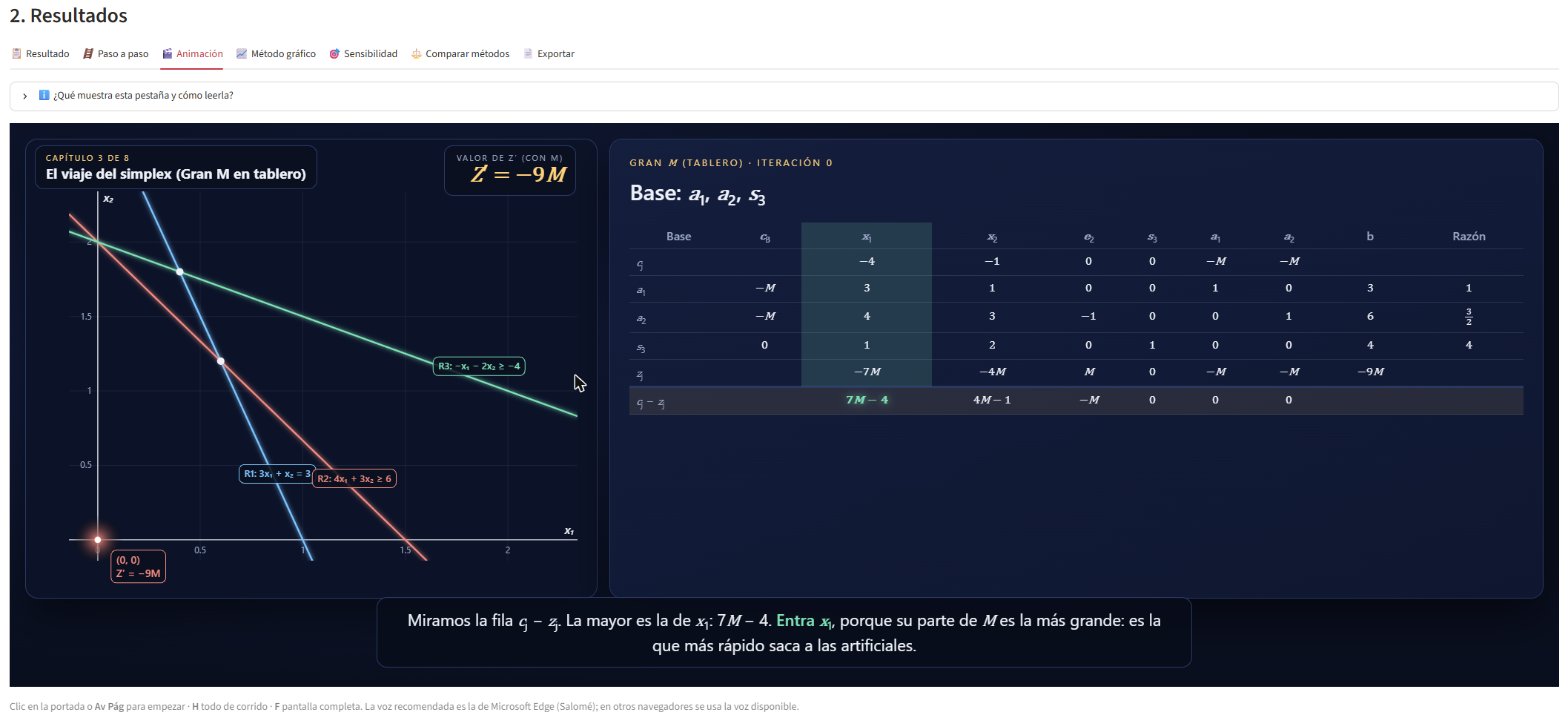 2. Resultados
Resultado Paso a paso Animación Método gráfico Sensibilidad Comparar métodos Exportar
¿Qué muestra esta pestaña y cómo leerla?
CAPÍTULO 3 DE 8
El viaje del simplex (Gran M en tablero)
VALOR DE Z' (CON M)
Z' = −9M
x₂
2
1.5
1
0.5
R3: −x₁ − 2x₂ ≥ −4
R1: 3x₁ + x₂ = 3
R2: 4x₁ + 3x₂ ≥ 6
x₁
0.5 1 1.5 2
(0, 0)
Z' = −9M
GRAN M (TABLERO) · ITERACIÓN 0
Base: a₁, a₂, s₃
Base c_B x₁ x₂ e₂ s₃ a₁ a₂ b Razón
c_j −4 −1 0 0 −M −M
a₁ −M 3 1 0 0 1 0 3 1
a₂ −M 4 3 −1 0 0 1 6 3/2
s₃ 0 1 2 0 1 0 0 4 4
z_j −7M −4M M 0 −M −M −9M
c_j − z_j 7M − 4 4M − 1 −M 0 0 0
Miramos la fila c_j − z_j. La mayor es la de x₁: 7M − 4. Entra x₁, porque su parte de M es la más grande: es la
que más rápido saca a las artificiales.
Clic en la portada o Av Pág para empezar · H todo de corrido · F pantalla completa. La voz recomendada es la de Microsoft Edge (Salomé); en otros navegadores se usa la voz disponible.